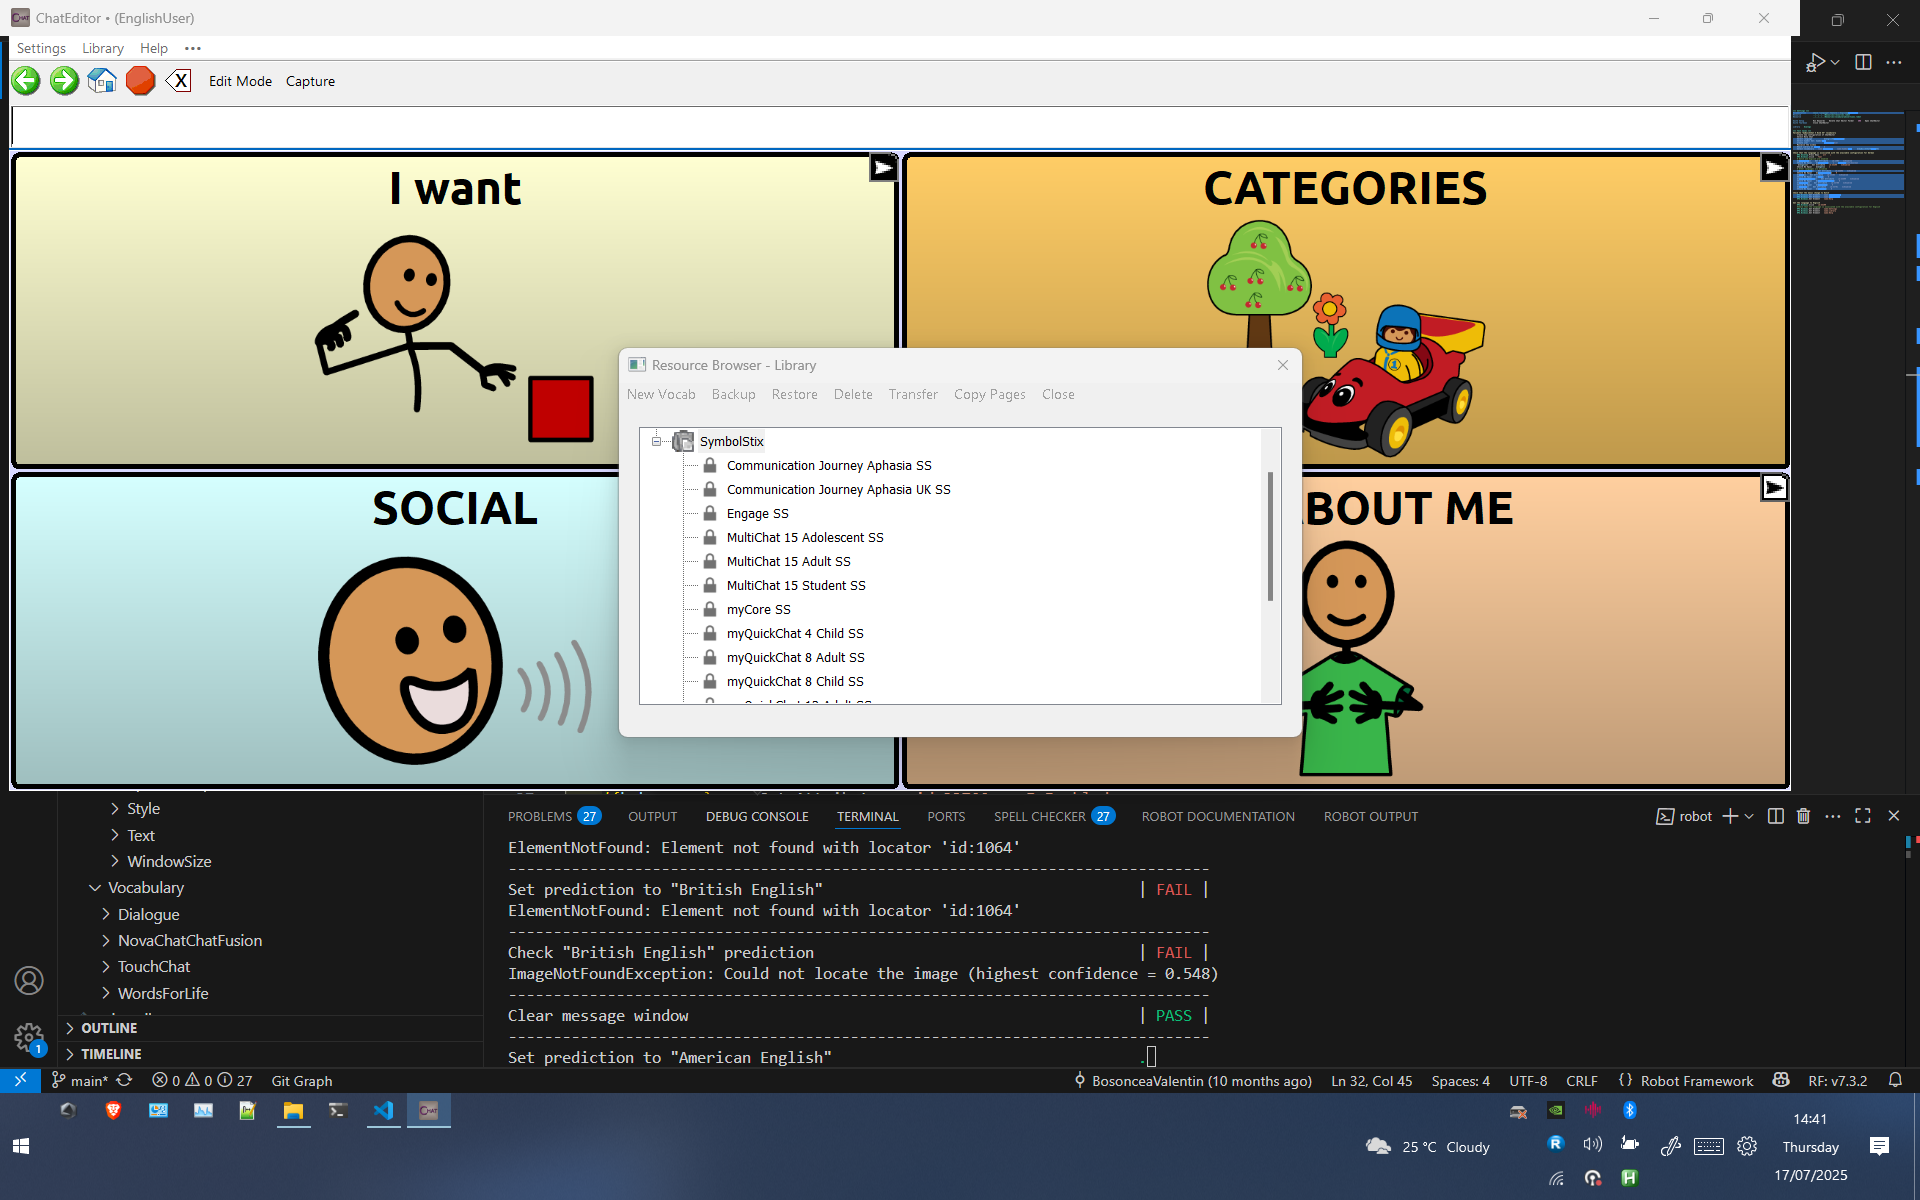 ChatEditor • (EnglishUser)
Settings Library Help •••
X Edit Mode Capture
I want
CATEGORIES
SOCIAL
BOUT ME
Resource Browser - Library
New Vocab Backup Restore Delete Transfer Copy Pages Close
SymbolStix
Communication Journey Aphasia SS
Communication Journey Aphasia UK SS
Engage SS
MultiChat 15 Adolescent SS
MultiChat 15 Adult SS
MultiChat 15 Student SS
myCore SS
myQuickChat 4 Child SS
myQuickChat 8 Adult SS
myQuickChat 8 Child SS
Style
Text
WindowSize
Vocabulary
Dialogue
NovaChatChatFusion
TouchChat
WordsForLife
OUTLINE
TIMELINE
PROBLEMS 27 OUTPUT DEBUG CONSOLE TERMINAL PORTS SPELL CHECKER 27 ROBOT DOCUMENTATION ROBOT OUTPUT robot
ElementNotFound: Element not found with locator 'id:1064'
------------------------------------------------------------------------------
Set prediction to "British English" | FAIL |
ElementNotFound: Element not found with locator 'id:1064'
------------------------------------------------------------------------------
Check "British English" prediction | FAIL |
ImageNotFoundException: Could not locate the image (highest confidence = 0.548)
------------------------------------------------------------------------------
Clear message window | PASS |
------------------------------------------------------------------------------
Set prediction to "American English" .
1
main* 0 0 27 Git Graph BosonceaValentin (10 months ago) Ln 32, Col 45 Spaces: 4 UTF-8 CRLF {} Robot Framework RF: v7.3.2
CHAT
25 °C Cloudy
14:41
Thursday
17/07/2025